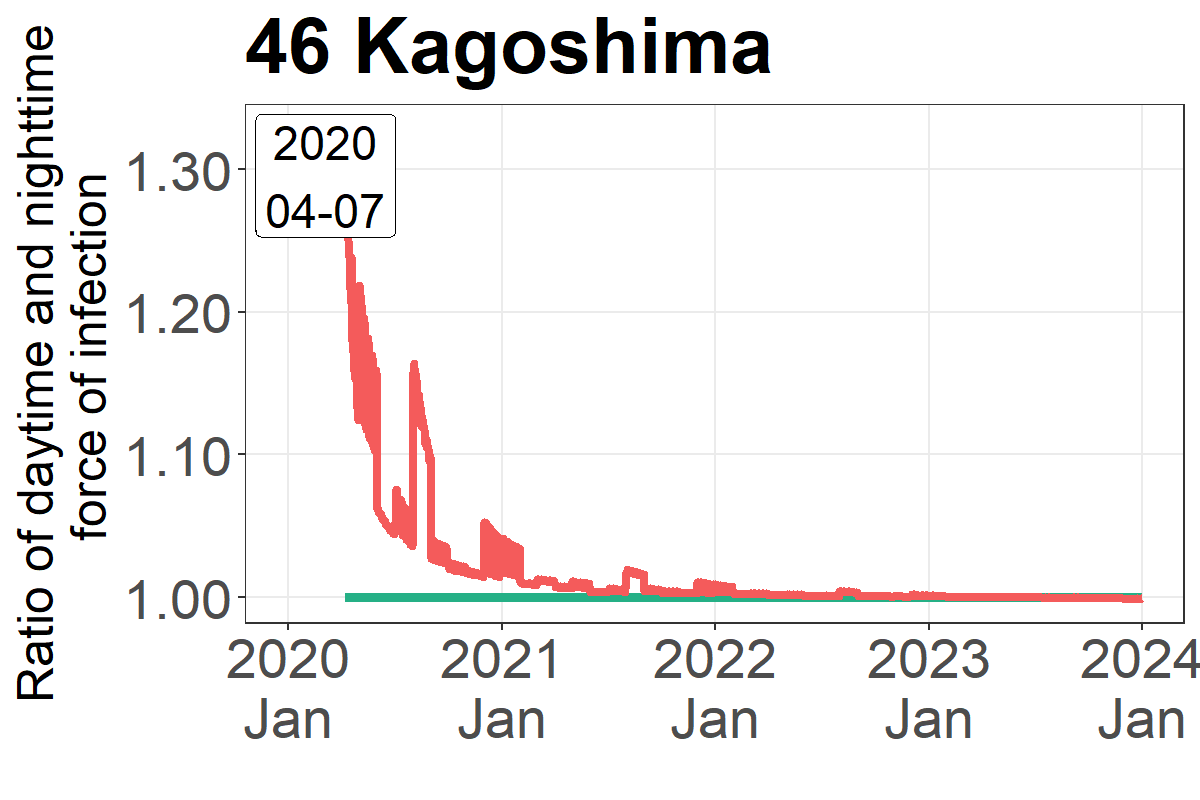 46 Kagoshima
Ratio of daytime and nighttime
force of infection
2020
04-07
1.30
1.20
1.10
1.00
2020 2021 2022 2023 2024
Jan Jan Jan Jan Jan